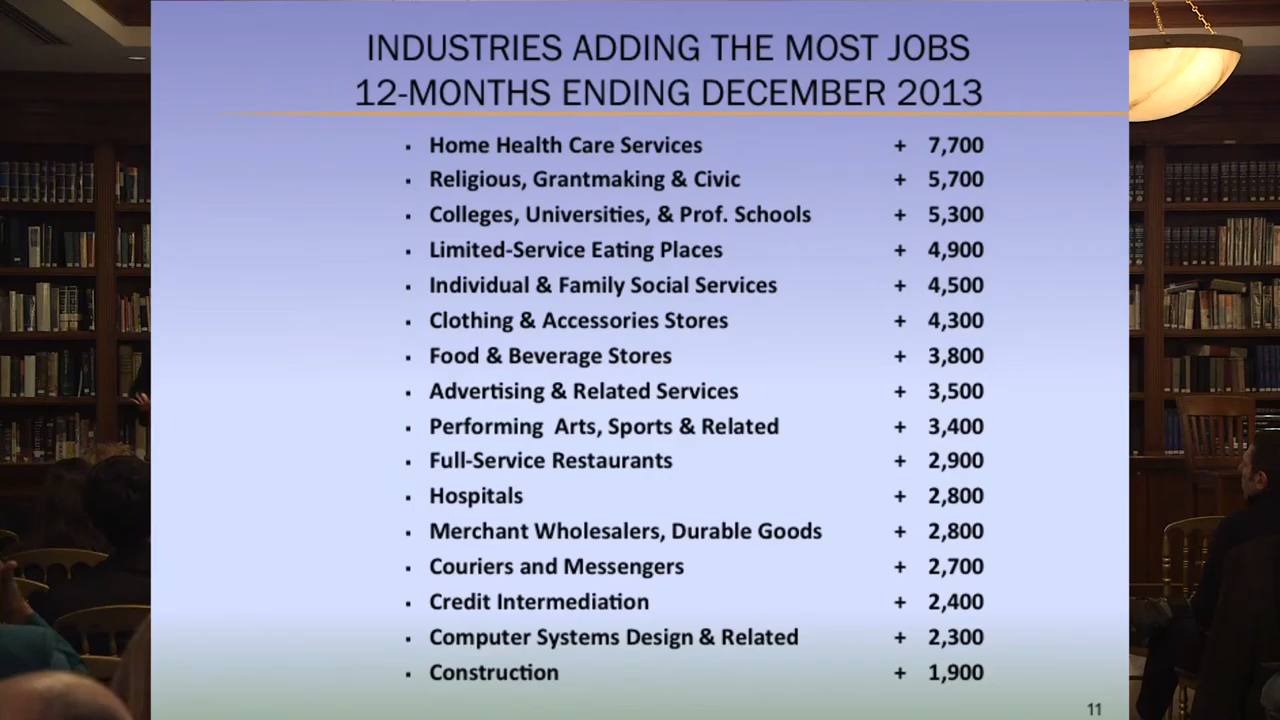 INDUSTRIES ADDING THE MOST JOBS
12-MONTHS ENDING DECEMBER 2013
▪ Home Health Care Services + 7,700
▪ Religious, Grantmaking & Civic + 5,700
▪ Colleges, Universities, & Prof. Schools + 5,300
▪ Limited-Service Eating Places + 4,900
▪ Individual & Family Social Services + 4,500
▪ Clothing & Accessories Stores + 4,300
▪ Food & Beverage Stores + 3,800
▪ Advertising & Related Services + 3,500
▪ Performing Arts, Sports & Related + 3,400
▪ Full-Service Restaurants + 2,900
▪ Hospitals + 2,800
▪ Merchant Wholesalers, Durable Goods + 2,800
▪ Couriers and Messengers + 2,700
▪ Credit Intermediation + 2,400
▪ Computer Systems Design & Related + 2,300
▪ Construction + 1,900
11